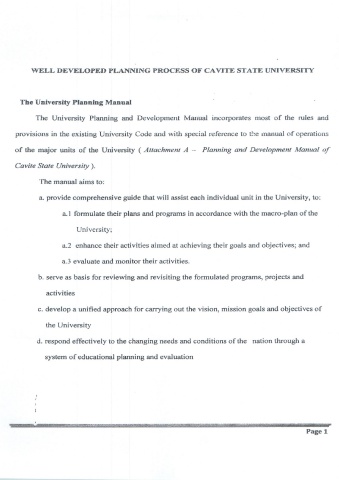 WELL DEVELOPED PLANNING PROCESS OF CAVITE STATE UNIVERSITY
The University Planning Manual
The University Planning and Development Manual incorporates most of the rules and
provisions in the existing University Code and with special reference to the manual of operations
of the major units of the University ( Attachment A – Planning and Development Manual of
Cavite State University ).
The manual aims to:
a. provide comprehensive guide that will assist each individual unit in the University, to:
a.1 formulate their plans and programs in accordance with the macro-plan of the
University;
a.2 enhance their activities aimed at achieving their goals and objectives; and
a.3 evaluate and monitor their activities.
b. serve as basis for reviewing and revisiting the formulated programs, projects and
activities
c. develop a unified approach for carrying out the vision, mission goals and objectives of
the University
d. respond effectively to the changing needs and conditions of the nation through a
system of educational planning and evaluation
Page 1